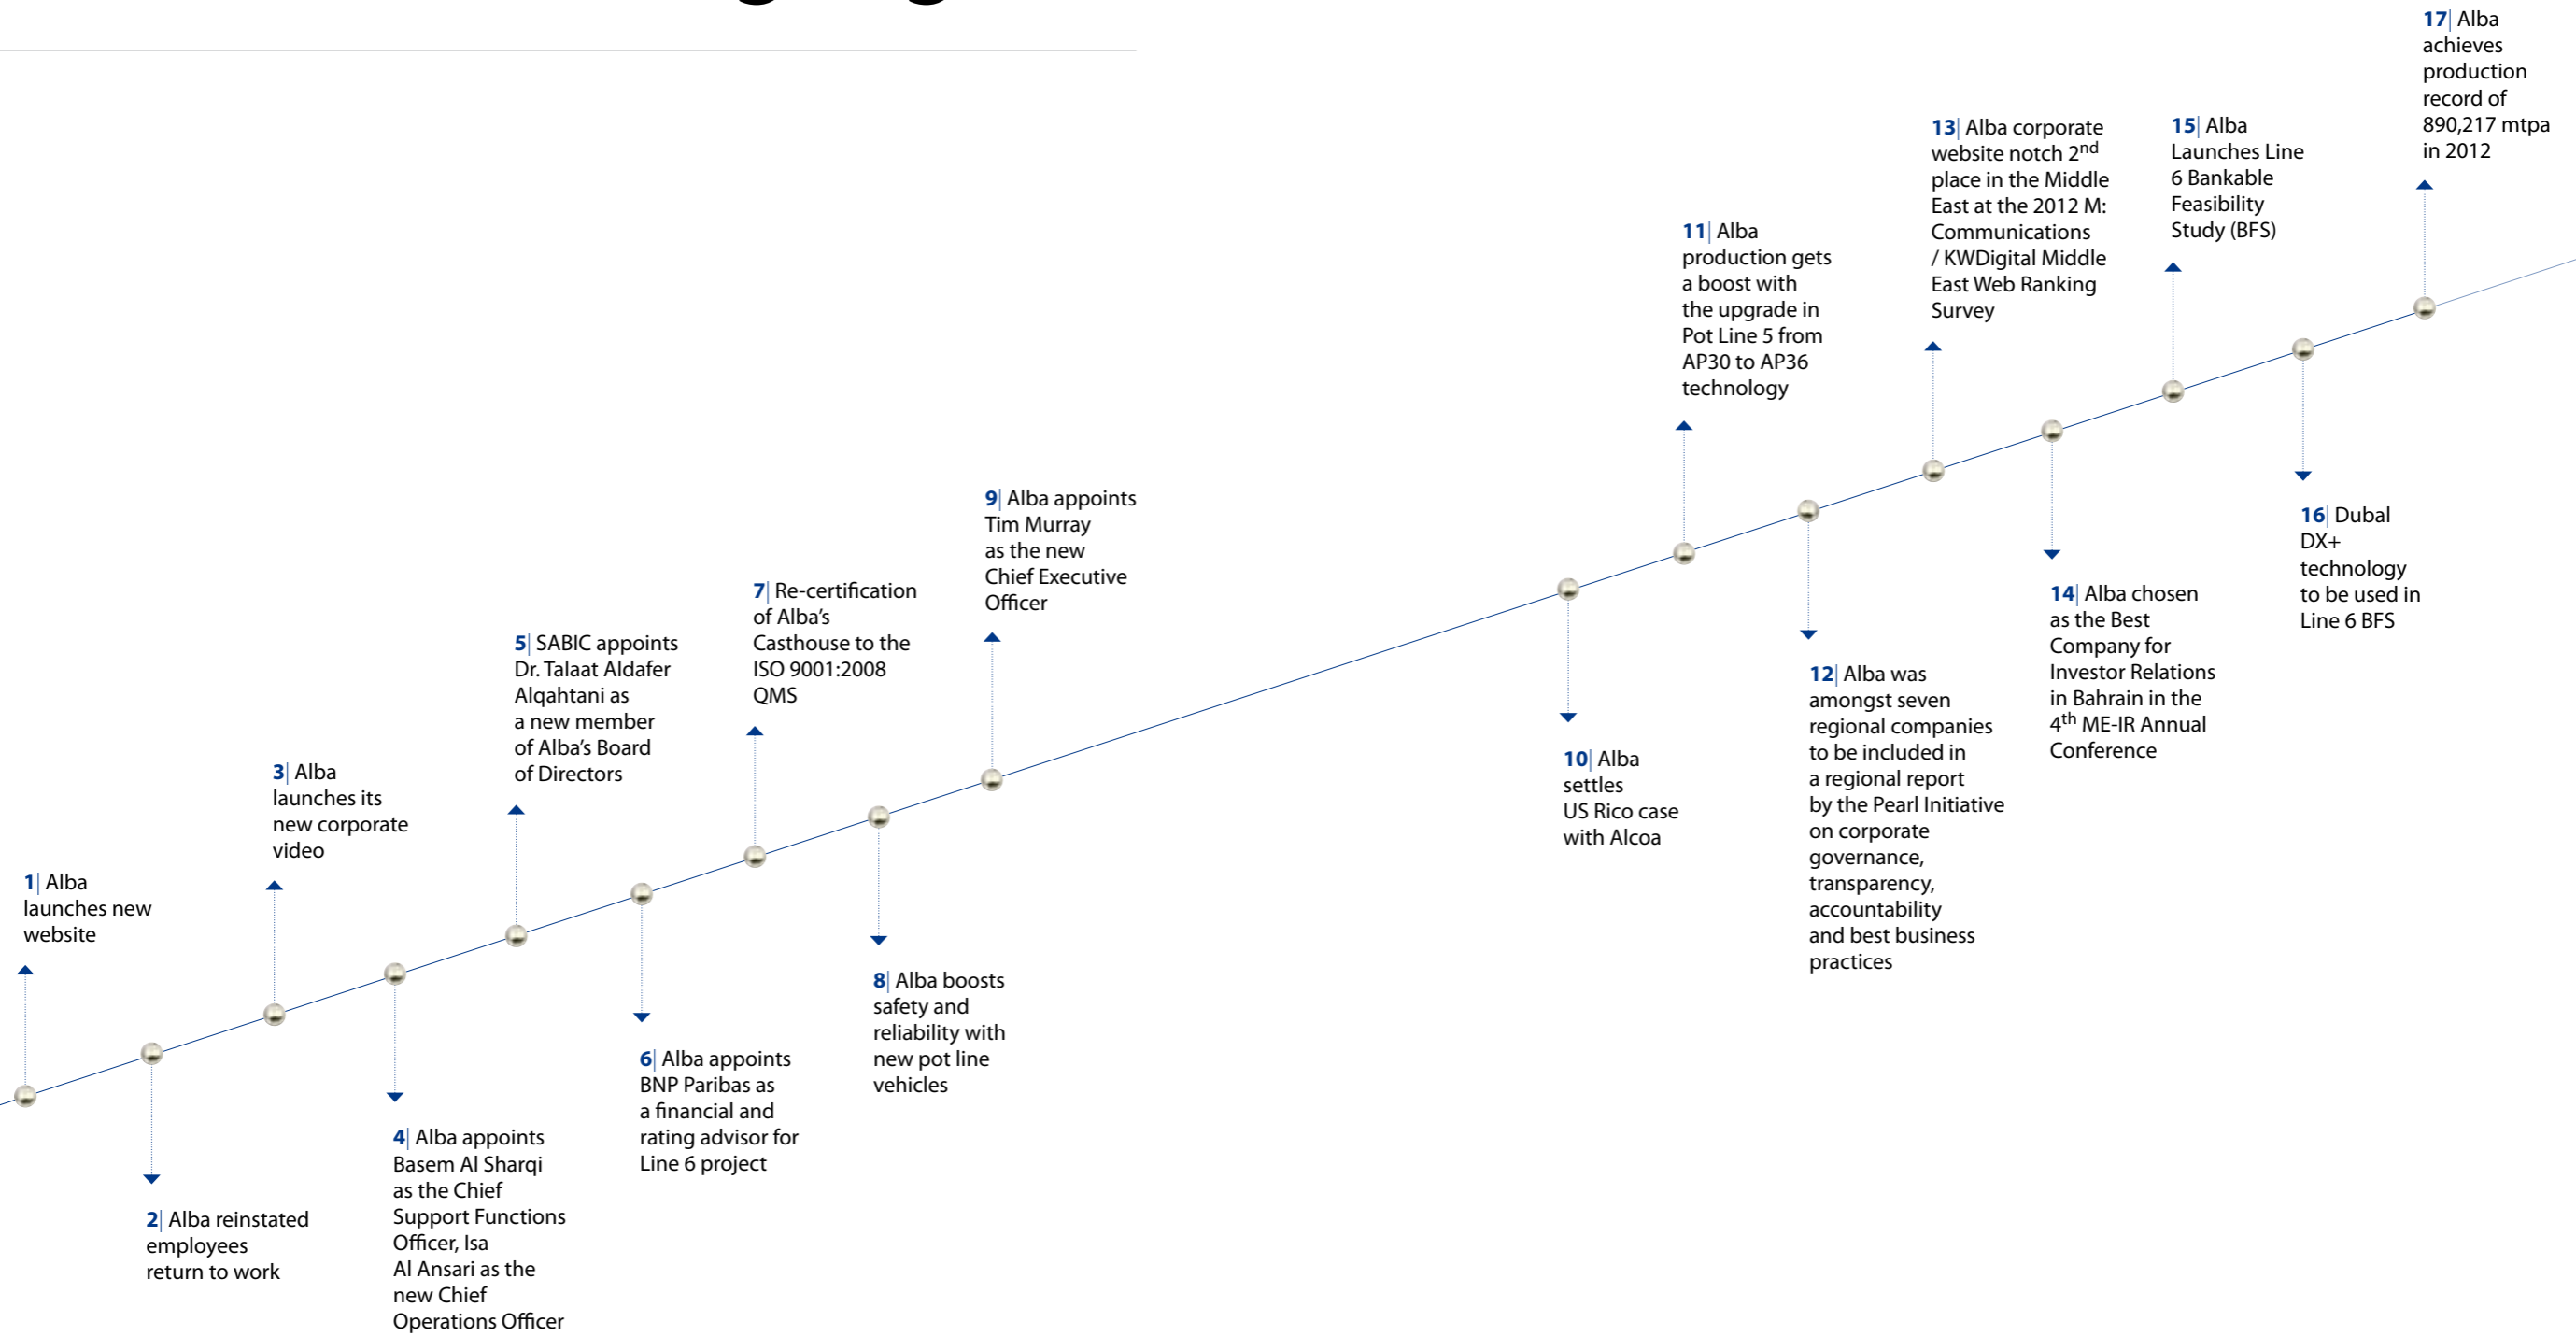 1| Alba
launches new
website
2| Alba reinstated
employees
return to work
3| Alba
launches its
new corporate
video
4| Alba appoints
Basem Al Sharqi
as the Chief
Support Functions
Officer, Isa
Al Ansari as the
new Chief
Operations Officer
5| SABIC appoints
Dr. Talaat Aldafer
Alqahtani as
a new member
of Alba’s Board
of Directors
6| Alba appoints
BNP Paribas as
a financial and
rating advisor for
Line 6 project
7| Re-certification
of Alba’s
Casthouse to the
ISO 9001:2008
QMS
8| Alba boosts
safety and
reliability with
new pot line
vehicles
9| Alba appoints
Tim Murray
as the new
Chief Executive
Officer
10| Alba
settles
US Rico case
with Alcoa
11| Alba
production gets
a boost with
the upgrade in
Pot Line 5 from
AP30 to AP36
technology
12| Alba was
amongst seven
regional companies
to be included in
a regional report
by the Pearl Initiative
on corporate
governance,
transparency,
accountability
and best business
practices
13| Alba corporate
website notch 2nd
place in the Middle
East at the 2012 M:
Communications
/ KWDigital Middle
East Web Ranking
Survey
14| Alba chosen
as the Best
Company for
Investor Relations
in Bahrain in the
4th ME-IR Annual
Conference
15| Alba
Launches Line
6 Bankable
Feasibility
Study (BFS)
16| Dubal
DX+
technology
to be used in
Line 6 BFS
17| Alba
achieves
production
record of
890,217 mtpa
in 2012